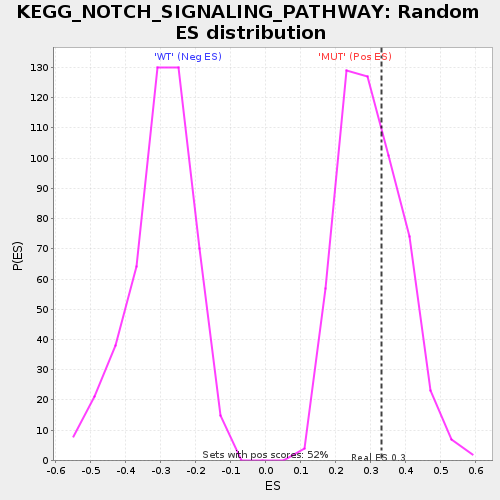 KEGG_NOTCH_SIGNALING_PATHWAY: Random
ES distribution
'WT' (Neg ES)
'MUT' (Pos ES)
P(ES)
130
120
110
100
90
80
70
60
50
40
30
20
10
0
Sets with pos scores: 52%
Real ES 0.3
-0.6 -0.5 -0.4 -0.3 -0.2 -0.1 0.0 0.1 0.2 0.3 0.4 0.5 0.6
ES